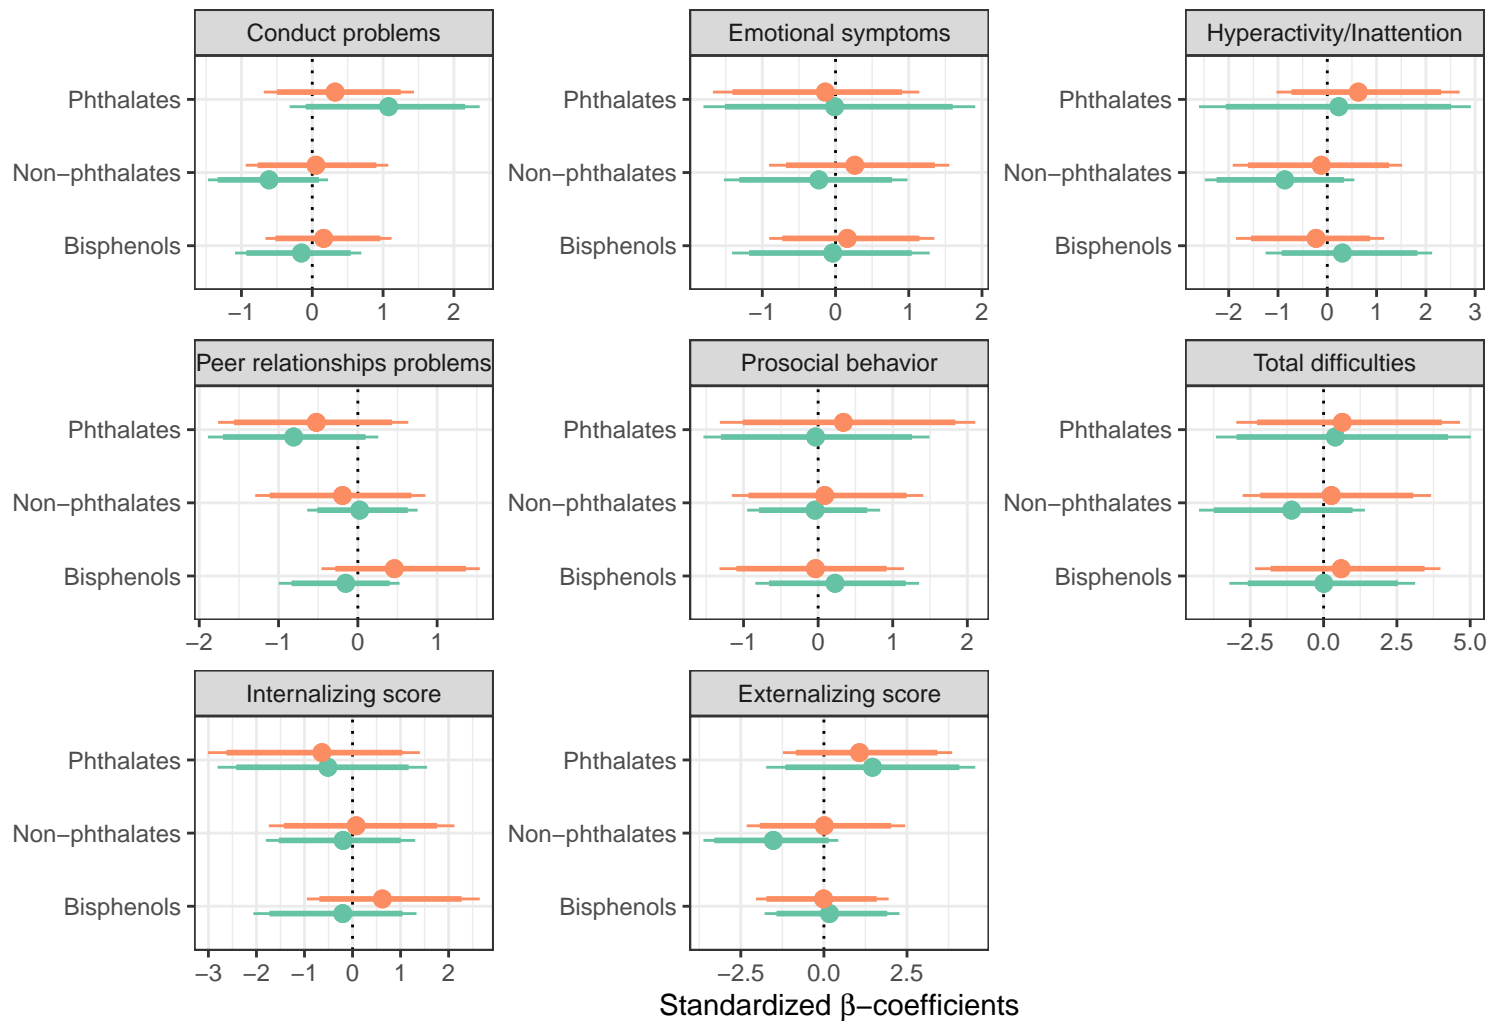 Conduct problems
Phthalates
Non−phthalates
Bisphenols
−1 0 1 2
Emotional symptoms
Phthalates
Non−phthalates
Bisphenols
−1 0 1 2
Hyperactivity/Inattention
Phthalates
Non−phthalates
Bisphenols
−2 −1 0 1 2 3
Peer relationships problems
Phthalates
Non−phthalates
Bisphenols
−2 −1 0 1
Prosocial behavior
Phthalates
Non−phthalates
Bisphenols
−1 0 1 2
Total difficulties
Phthalates
Non−phthalates
Bisphenols
−2.5 0.0 2.5 5.0
Internalizing score
Phthalates
Non−phthalates
Bisphenols
−3 −2 −1 0 1 2
Externalizing score
Phthalates
Non−phthalates
Bisphenols
−2.5 0.0 2.5
Standardized β−coefficients